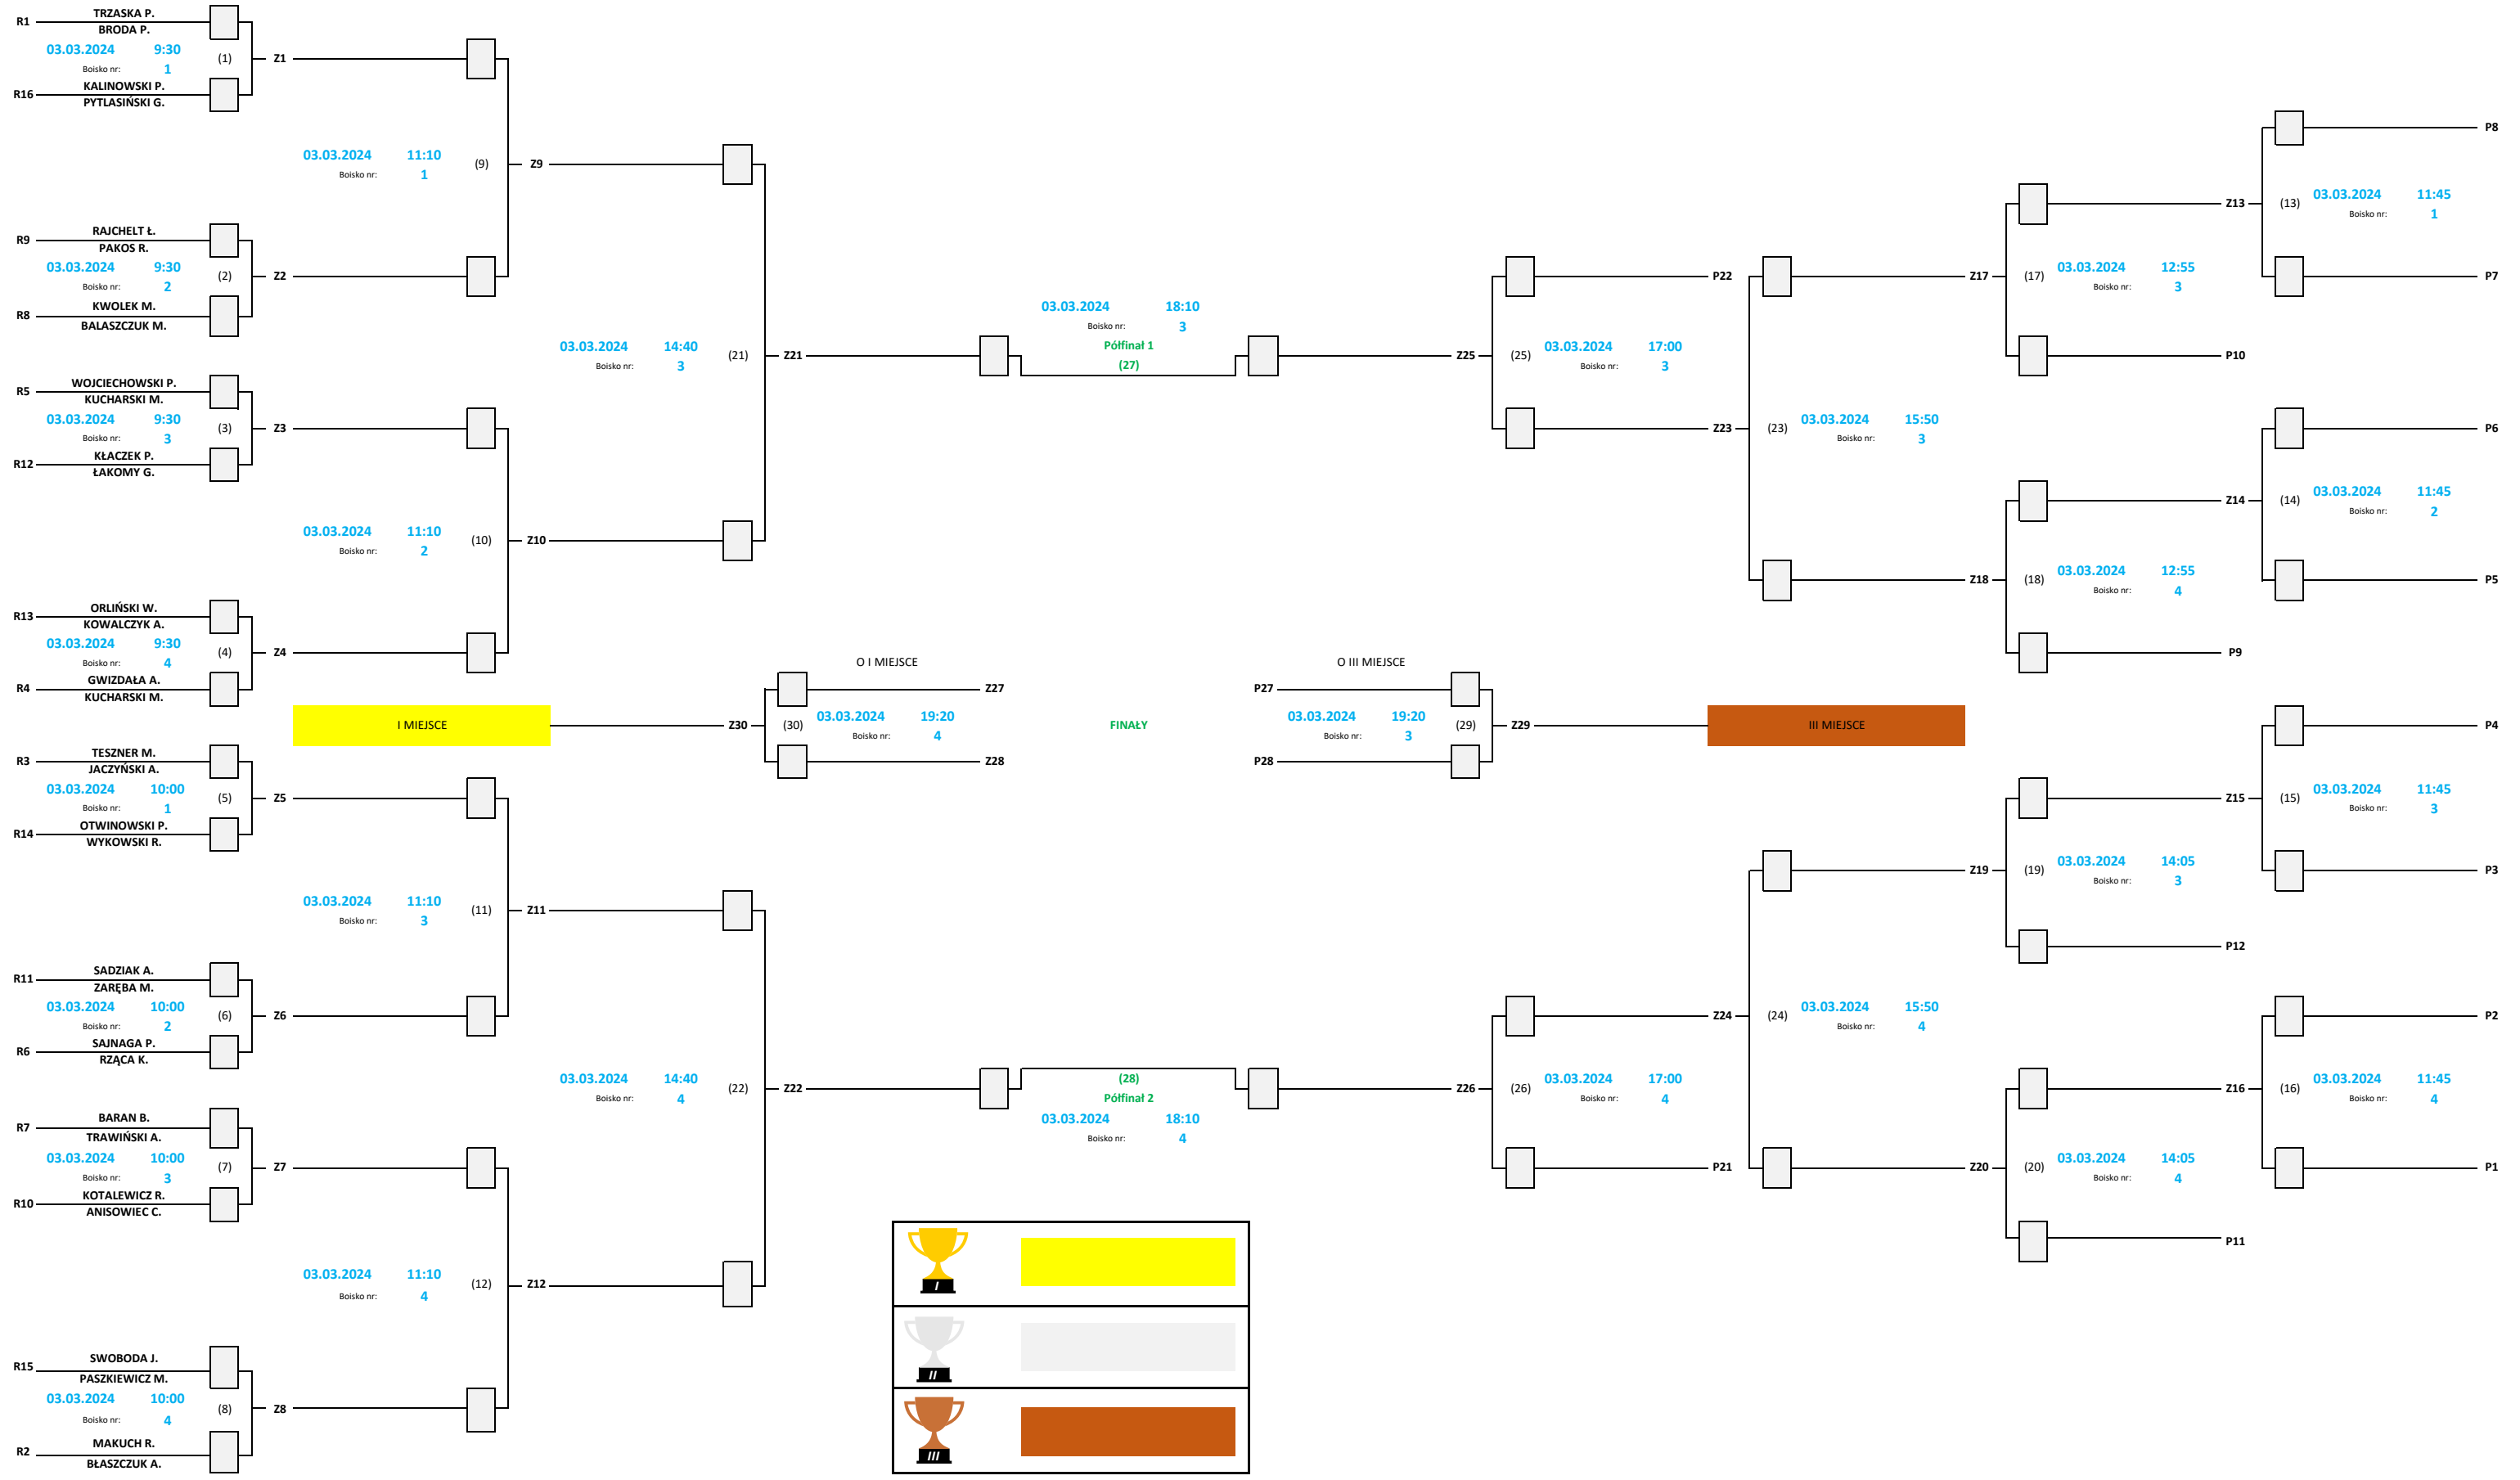 R1 TRZASKA P.
BRODA P.
03.03.2024 9:30
Boisko nr: 1
(1) Z1
R16 KALINOWSKI P.
PYTLASIŃSKI G.
03.03.2024 11:10
Boisko nr: 1
(9) Z9
R9 RAJCHELT Ł.
PAKOS R.
03.03.2024 9:30
Boisko nr: 2
(2) Z2
R8 KWOLEK M.
BALASZCZUK M.
03.03.2024 14:40
Boisko nr: 3
(21) Z21
R5 WOJCIECHOWSKI P.
KUCHARSKI M.
03.03.2024 9:30
Boisko nr: 3
(3) Z3
R12 KŁACZEK P.
ŁAKOMY G.
03.03.2024 11:10
Boisko nr: 2
(10) Z10
R13 ORLIŃSKI W.
KOWALCZYK A.
03.03.2024 9:30
Boisko nr: 4
(4) Z4
R4 GWIZDAŁA A.
KUCHARSKI M.
I MIEJSCE
R3 TESZNER M.
JACZYŃSKI A.
03.03.2024 10:00
Boisko nr: 1
(5) Z5
R14 OTWINOWSKI P.
WYKOWSKI R.
03.03.2024 11:10
Boisko nr: 3
(11) Z11
R11 SADZIAK A.
ZARĘBA M.
03.03.2024 10:00
Boisko nr: 2
(6) Z6
R6 SAJNAGA P.
RZĄCA K.
03.03.2024 14:40
Boisko nr: 4
(22) Z22
R7 BARAN B.
TRAWIŃSKI A.
03.03.2024 10:00
Boisko nr: 3
(7) Z7
R10 KOTALEWICZ R.
ANISOWIEC C.
03.03.2024 11:10
Boisko nr: 4
(12) Z12
R15 SWOBODA J.
PASZKIEWICZ M.
03.03.2024 10:00
Boisko nr: 4
(8) Z8
R2 MAKUCH R.
BŁASZCZUK A.
03.03.2024 18:10
Boisko nr: 3
Półfinał 1
(27)
O I MIEJSCE
Z27
Z30 (30) 03.03.2024 19:20
Boisko nr: 4
Z28
FINAŁY
O III MIEJSCE
P27
03.03.2024 19:20 (29) Z29
Boisko nr: 3
P28
III MIEJSCE
(28)
Półfinał 2
03.03.2024 18:10
Boisko nr: 4
I
II
III
P22
Z25 (25) 03.03.2024 17:00
Boisko nr: 3
Z23 (23) 03.03.2024 15:50
Boisko nr: 3
Z24 (24) 03.03.2024 15:50
Boisko nr: 4
Z26 (26) 03.03.2024 17:00
Boisko nr: 4
P21
P8
Z13 (13) 03.03.2024 11:45
Boisko nr: 1
P7
Z17 (17) 03.03.2024 12:55
Boisko nr: 3
P10
P6
Z14 (14) 03.03.2024 11:45
Boisko nr: 2
P5
Z18 (18) 03.03.2024 12:55
Boisko nr: 4
P9
P4
Z15 (15) 03.03.2024 11:45
Boisko nr: 3
P3
Z19 (19) 03.03.2024 14:05
Boisko nr: 3
P12
P2
Z16 (16) 03.03.2024 11:45
Boisko nr: 4
P1
Z20 (20) 03.03.2024 14:05
Boisko nr: 4
P11